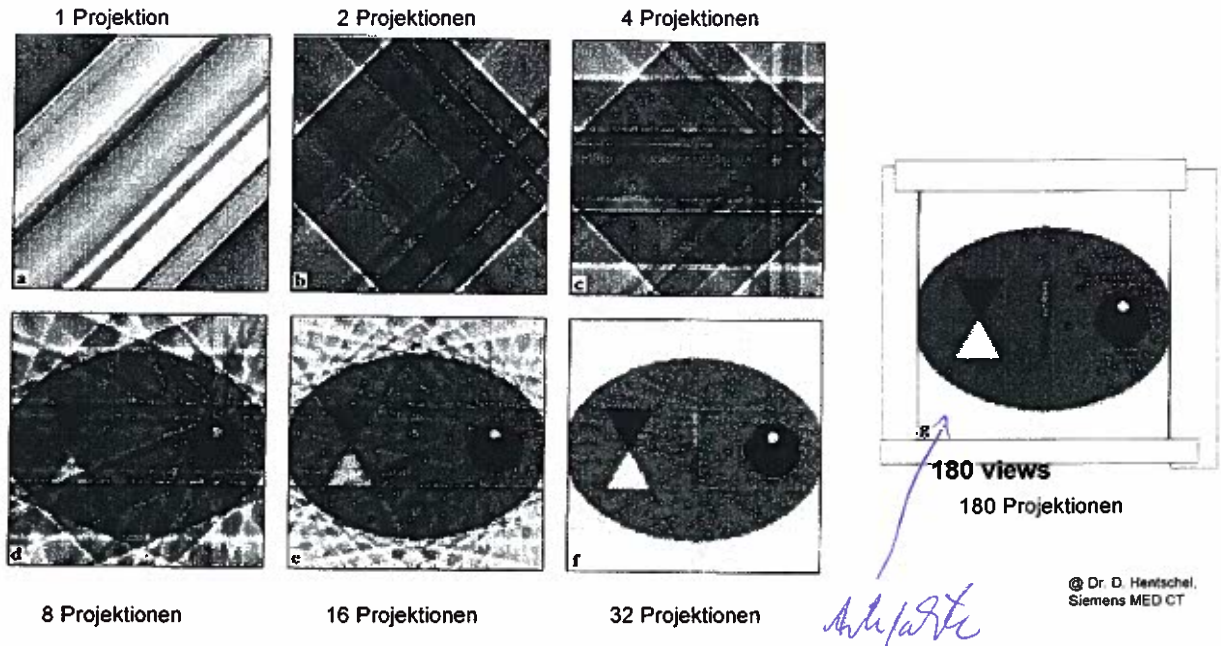 1 Projektion
2 Projektionen
4 Projektionen
a
b
c
d
e
f
g
180 views
180 Projektionen
8 Projektionen
16 Projektionen
32 Projektionen
@ Dr. D. Hentschel,
Siemens MED CT